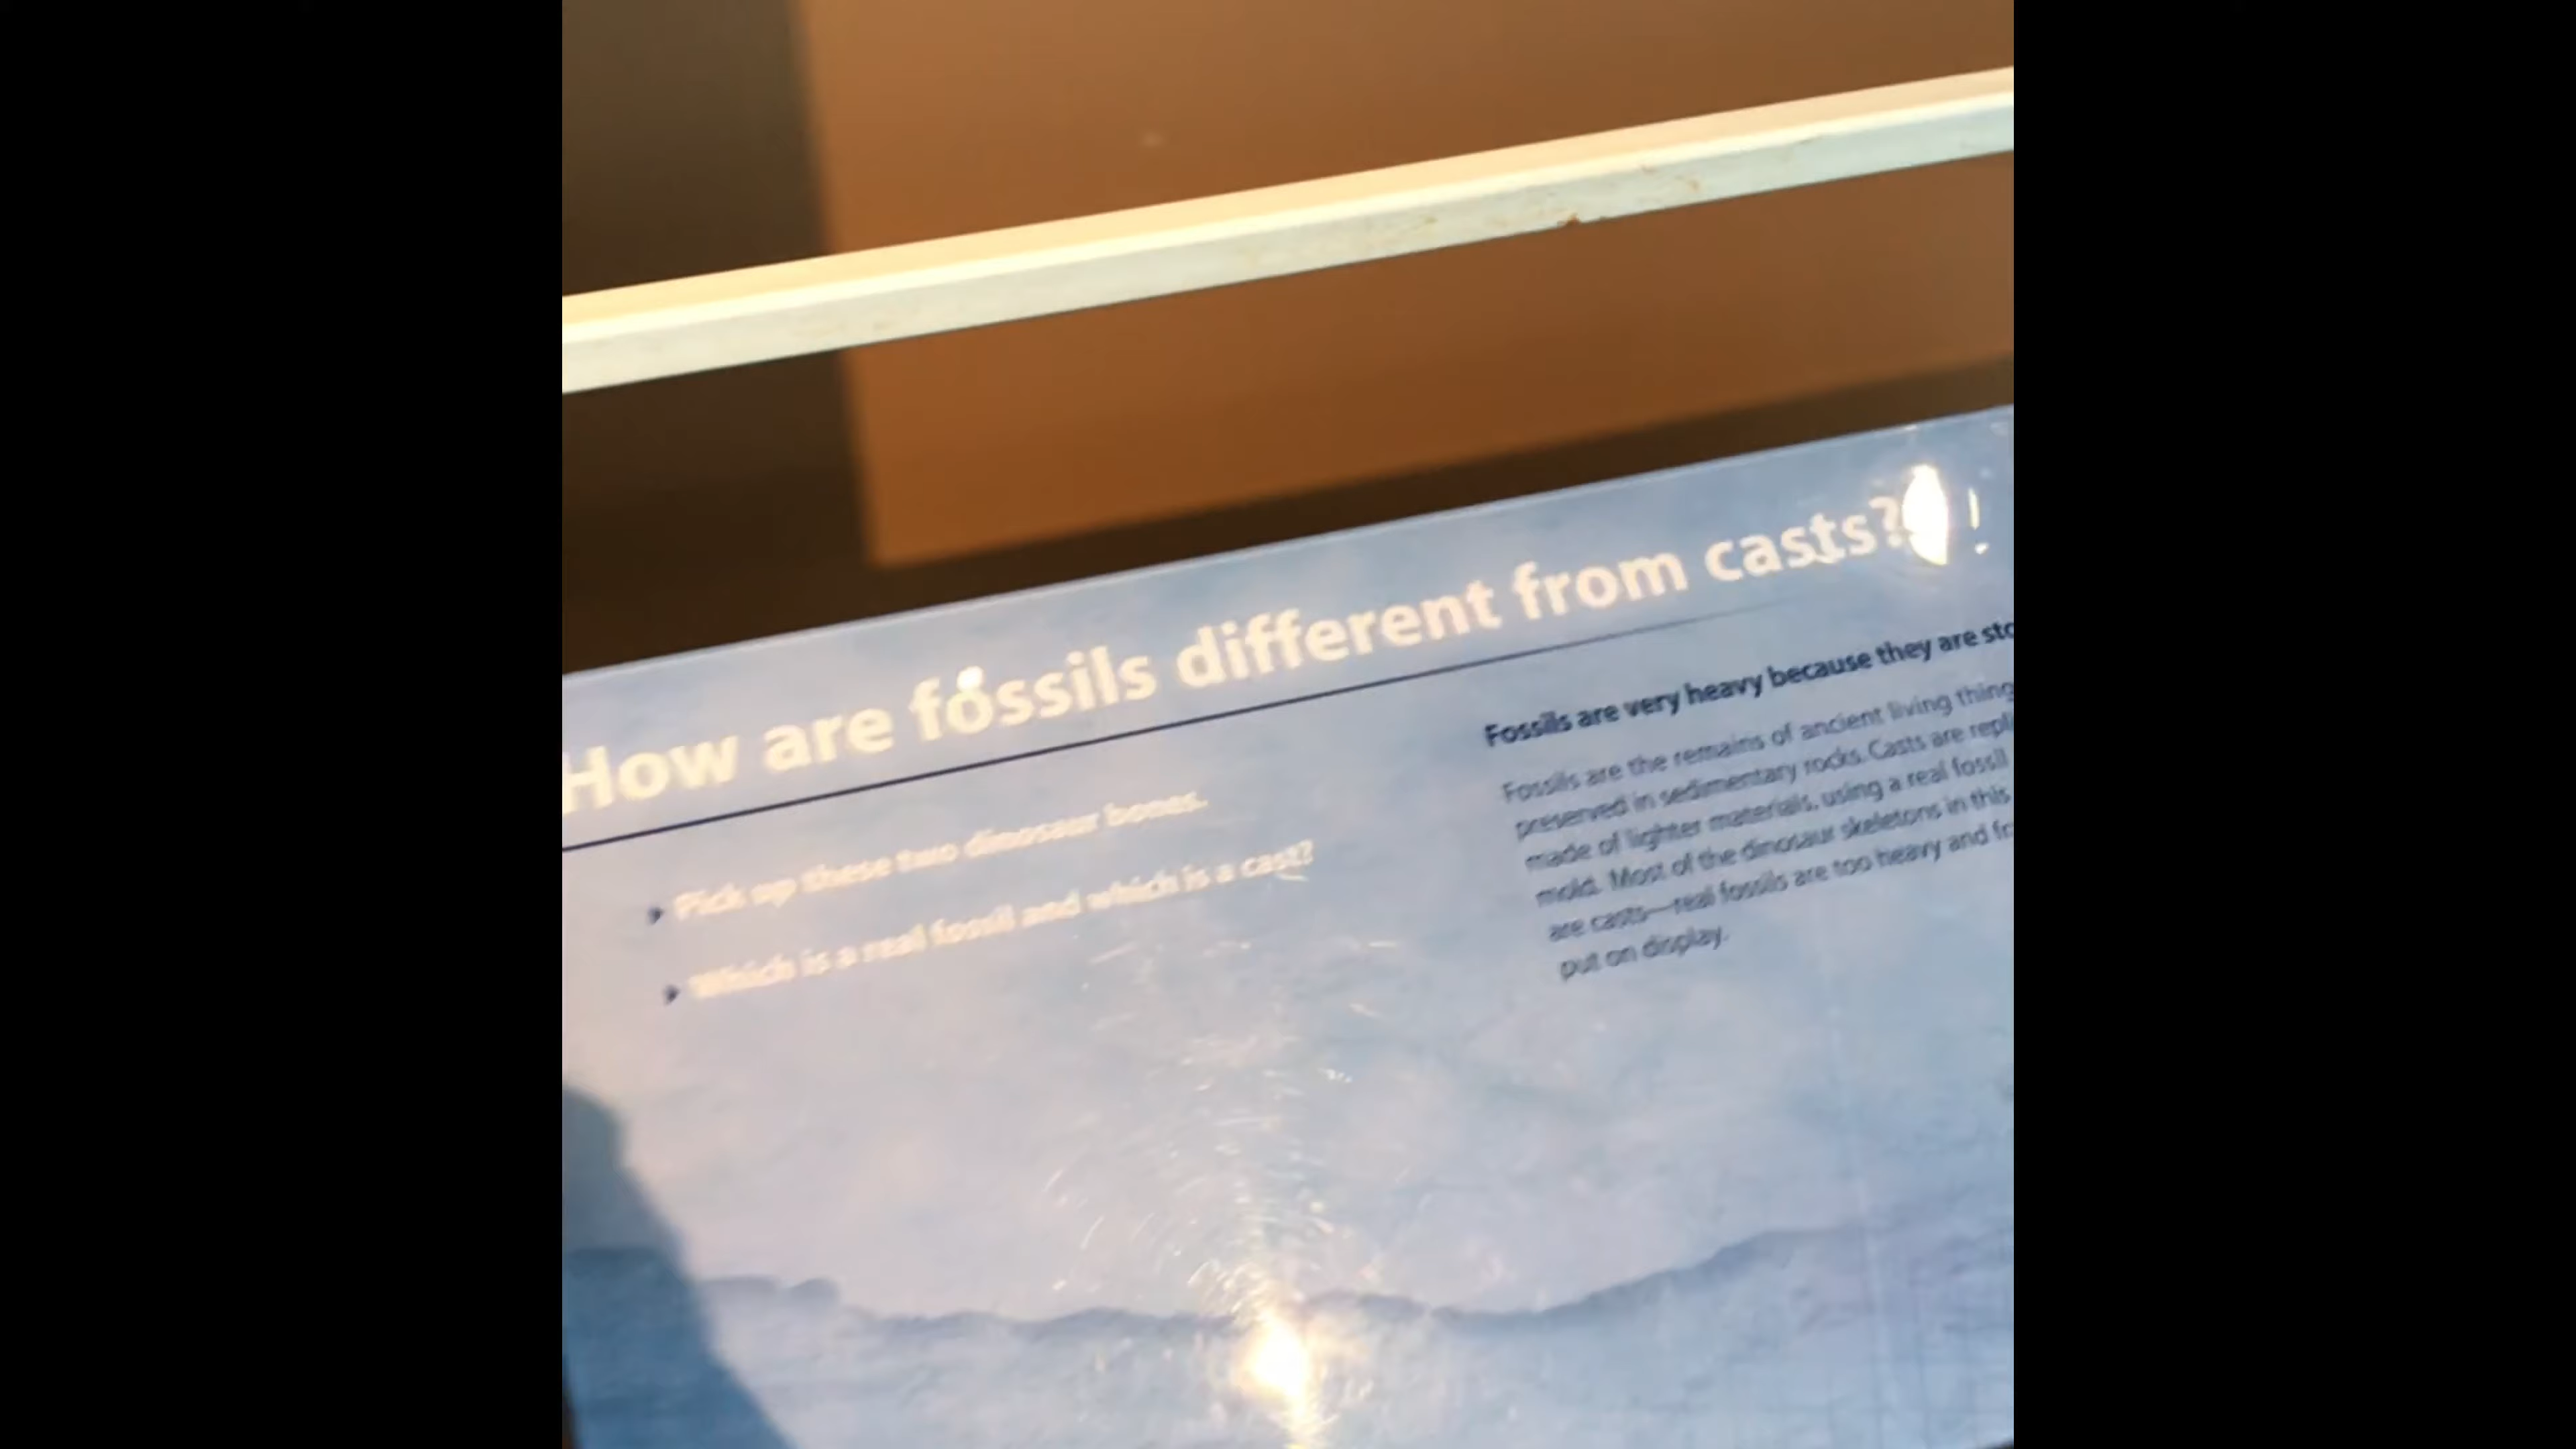 How are fossils different from casts?
Pick up these two dinosaur bones.
Which is a real fossil and which is a cast?
Fossils are very heavy because they are
Fossils are the remains of ancient living
preserved in sedimentary rocks. Casts are
made of lighter materials, using a real fossil
mold. Most of the dinosaur skeletons in this
are casts—real fossils are too heavy and
put on display.